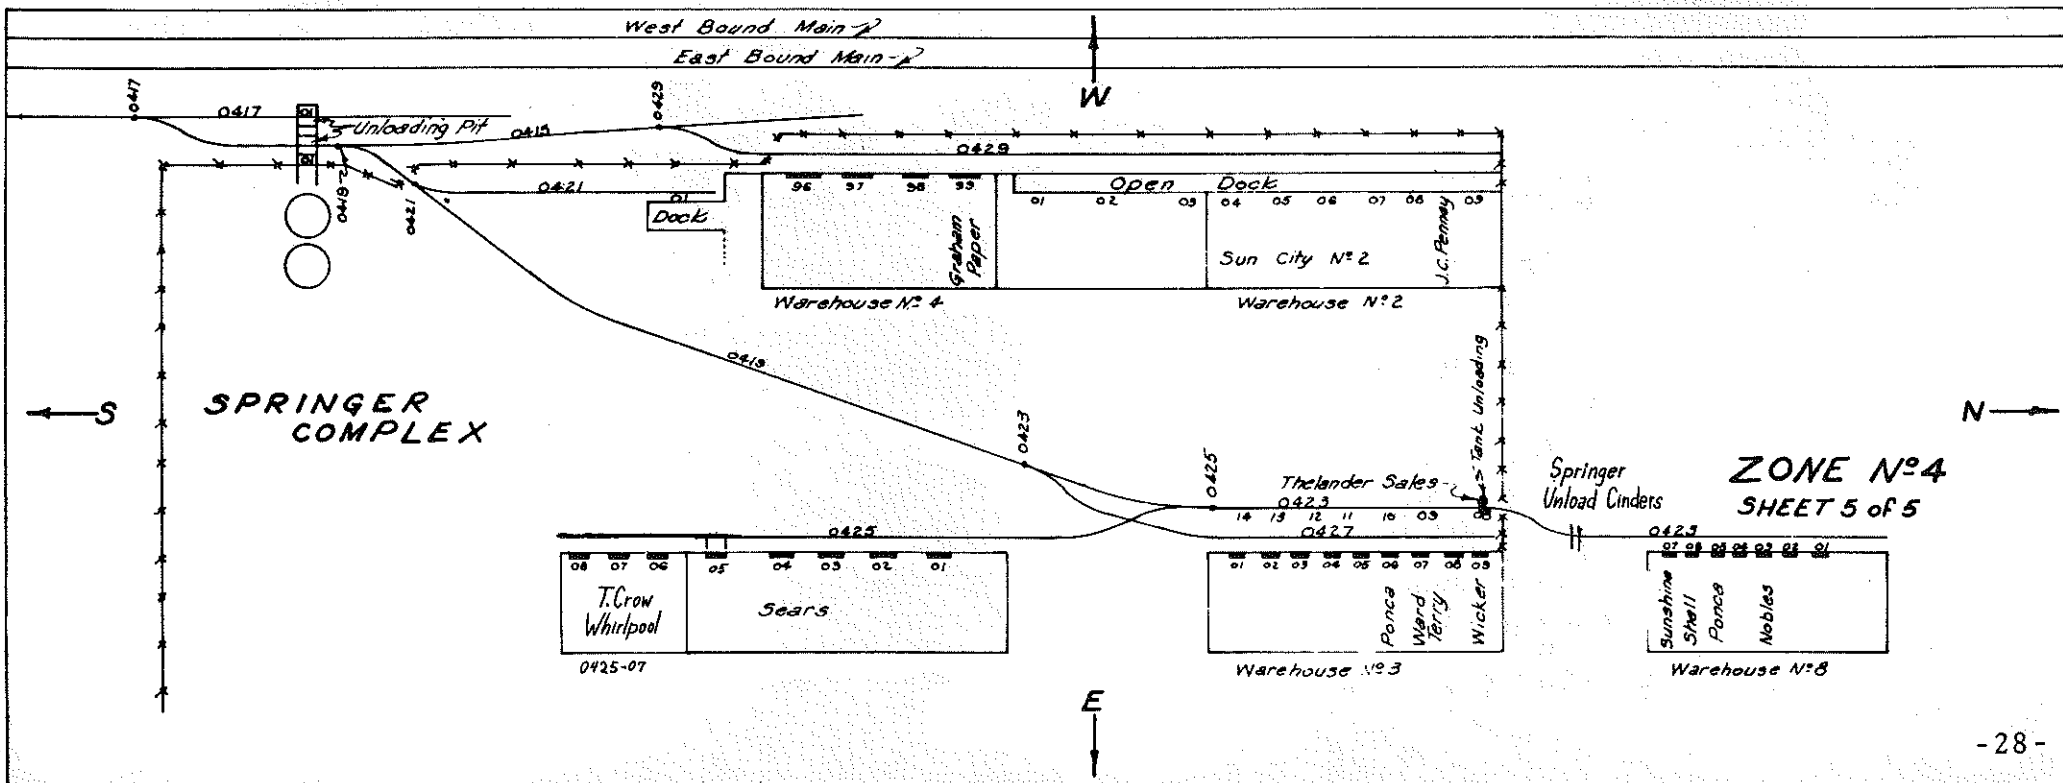 West Bound Main
East Bound Main
W
0417
0417
Unloading Pit
0415
0429
0429
0419
0421
0421
01
Dock
96 97 98 99
Graham
Paper
Warehouse Nº 4
Open Dock
01 02 03 04 05 06 07 08 09
Sun City Nº 2
J.C. Penney
Warehouse Nº 2
0419
S
SPRINGER
COMPLEX
N
0423
0425
Tank Unloading
Thelander Sales
0423
14 13 12 11 10 09
Springer
Unload Cinders
ZONE Nº 4
SHEET 5 of 5
0425
0427
0423
08 07 06 05 04 03 02 01
T. Crow
Whirlpool
Sears
0425-07
01 02 03 04 05 06 07 08 09
Ponca
Ward
Terry
Wicker
Warehouse Nº 3
07 06 05 04 03 02 01
Sunshine
Shell
Ponca
Nobles
Warehouse Nº 8
E
-28-